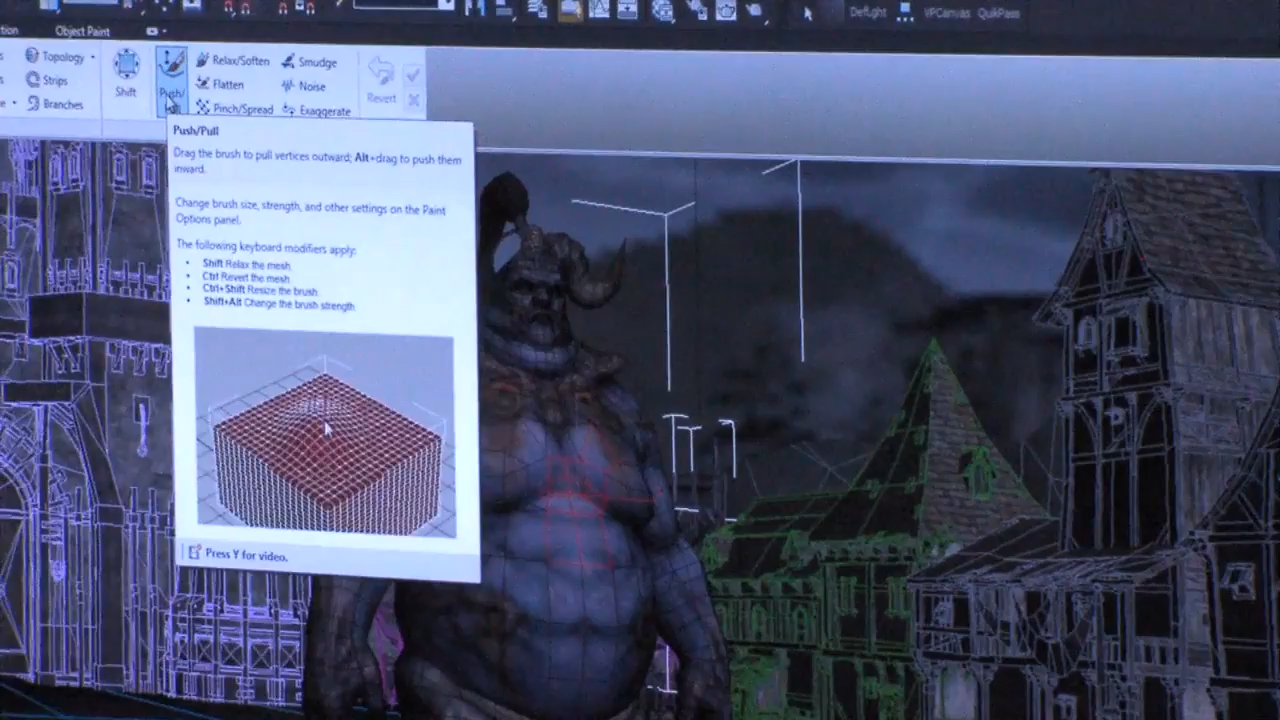 DefLght
VPCanvas
QuikPass
Object Paint
Topology
Strips
Branches
Shift
Push/
Relax/Soften
Flatten
Pinch/Spread
Smudge
Noise
Exaggerate
Revert
Push/Pull
Drag the brush to pull vertices outward; Alt+drag to push them
inward.
Change brush size, strength, and other settings on the Paint
Options panel.
The following keyboard modifiers apply:
• Shift Relax the mesh
• Ctrl Revert the mesh
• Ctrl+Shift Resize the brush
• Shift+Alt Change the brush strength
Press Y for video.